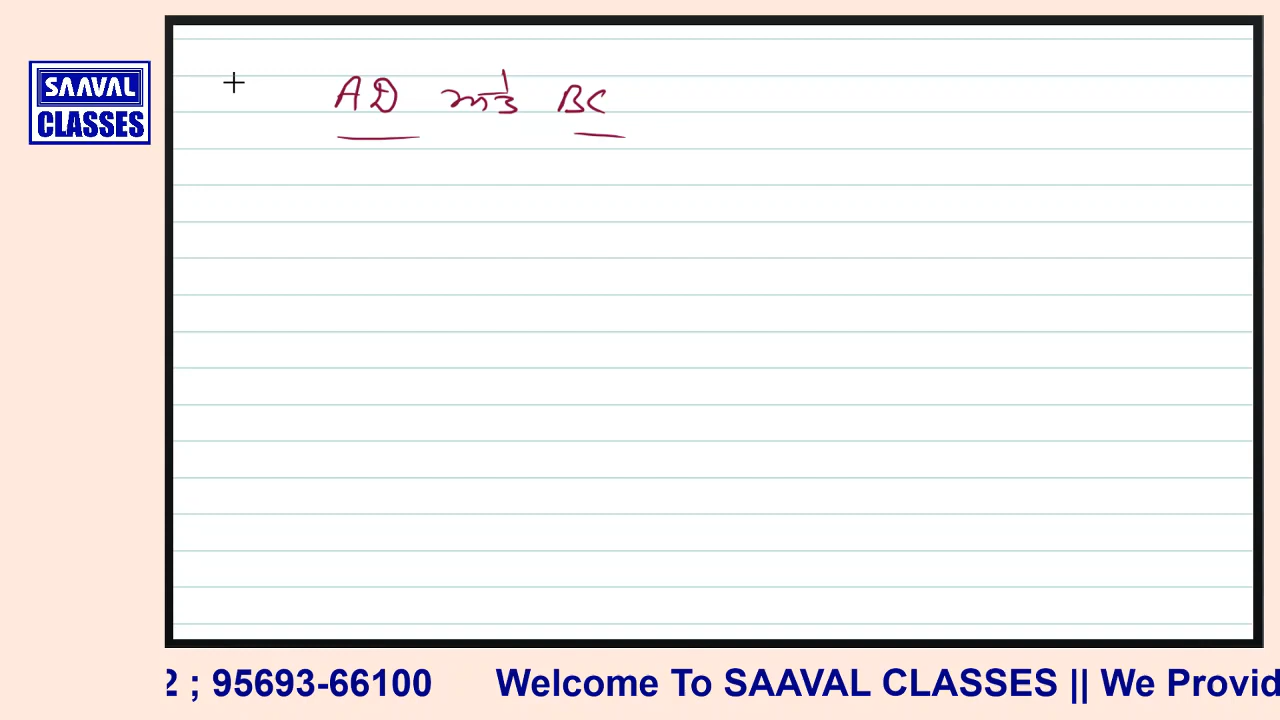 SAAVAL
CLASSES
AD ਅਤੇ BC
2 ; 95693-66100 Welcome To SAAVAL CLASSES || We Provid